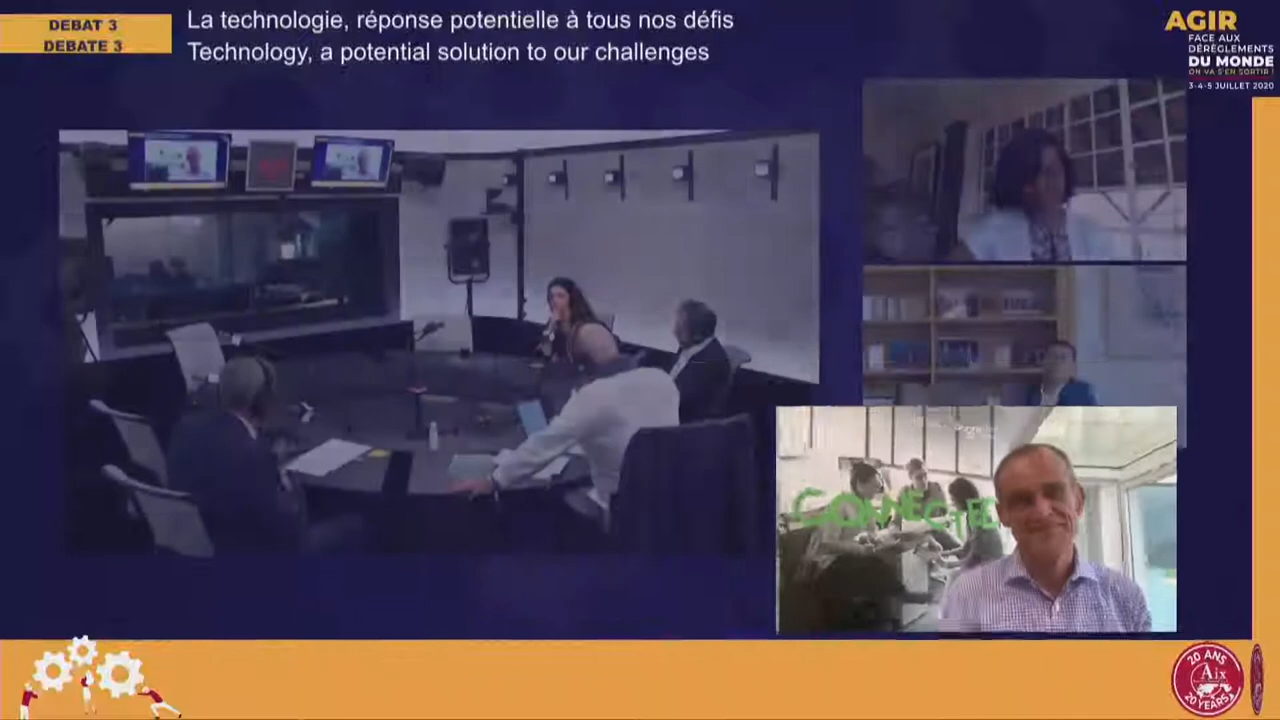 DEBAT 3
DEBATE 3
La technologie, réponse potentielle à tous nos défis
Technology, a potential solution to our challenges
AGIR
FACE AUX
DÉRÈGLEMENTS
DU MONDE
ON VA S'EN SORTIR !
3-4-5 JUILLET 2020
CONNECTED
20 ANS
Aix
20 YEARS